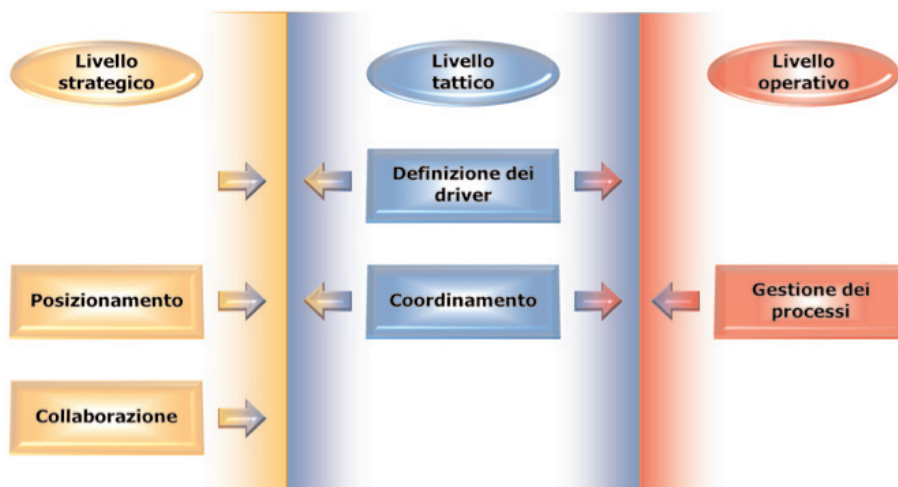 Livello
strategico
Livello
tattico
Livello
operativo
Definizione dei
driver
Posizionamento
Coordinamento
Gestione dei
processi
Collaborazione